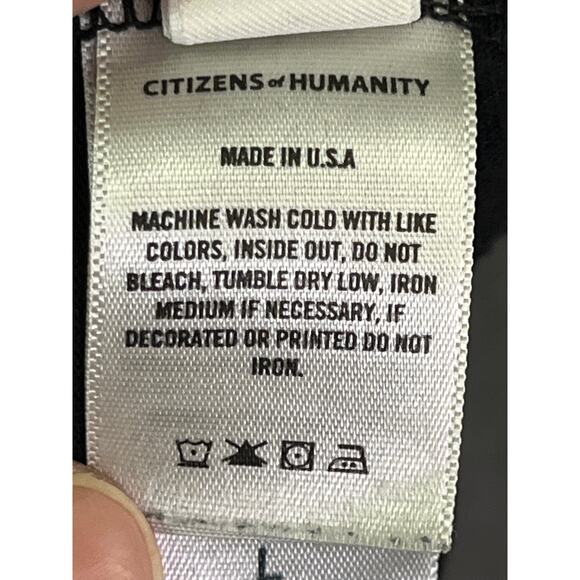 CITIZENS of HUMANITY
MADE IN U.S.A
MACHINE WASH COLD WITH LIKE
COLORS, INSIDE OUT, DO NOT
BLEACH, TUMBLE DRY LOW, IRON
MEDIUM IF NECESSARY, IF
DECORATED OR PRINTED DO NOT
IRON.